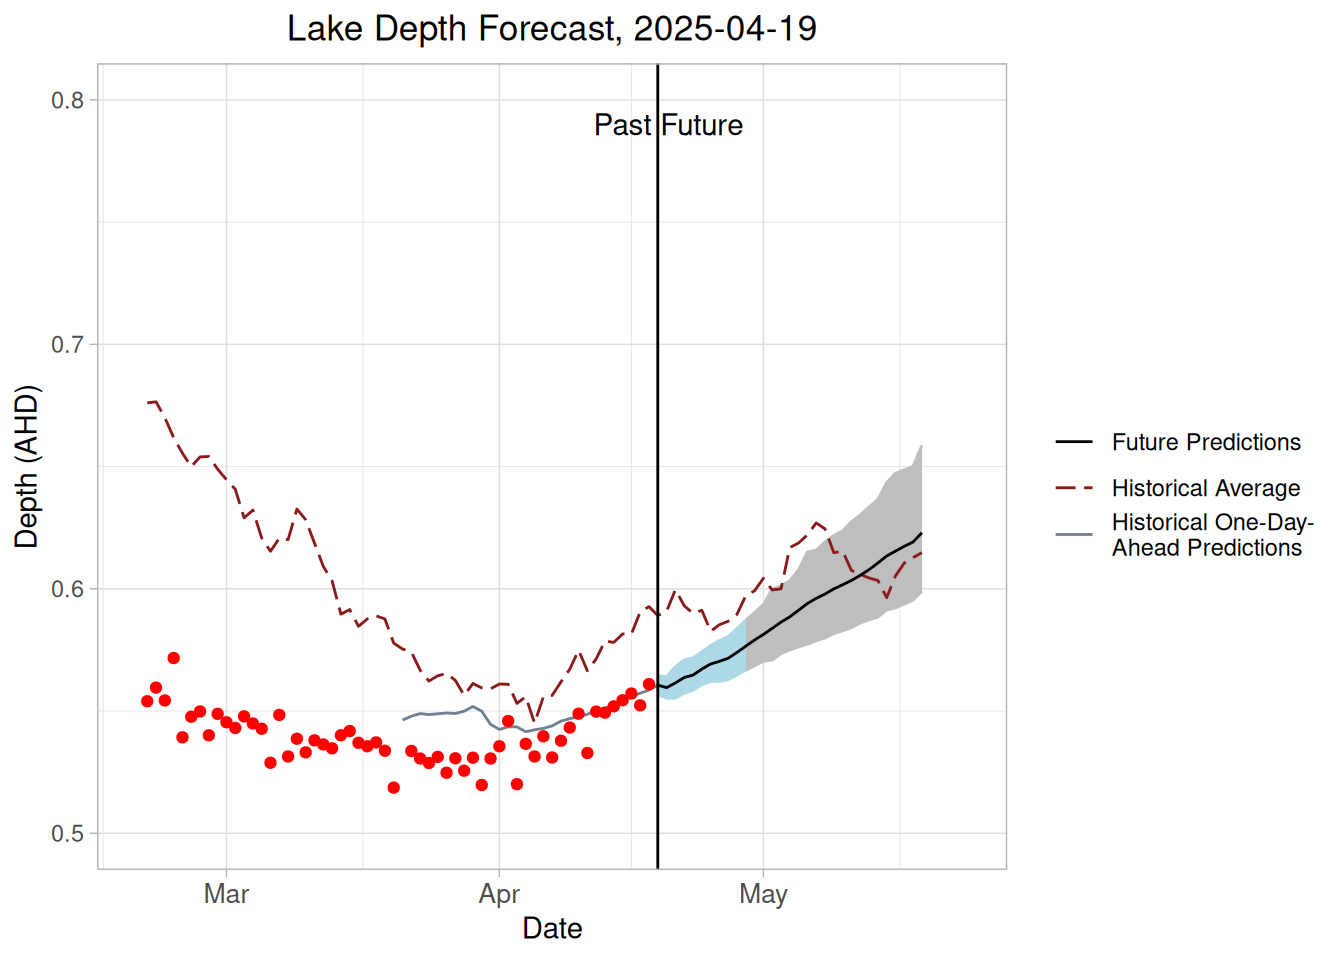 Lake Depth Forecast, 2025-04-19
Past Future
0.8
0.7
0.6
0.5
Depth (AHD)
Mar
Apr
May
Date
Future Predictions
Historical Average
Historical One-Day-
Ahead Predictions